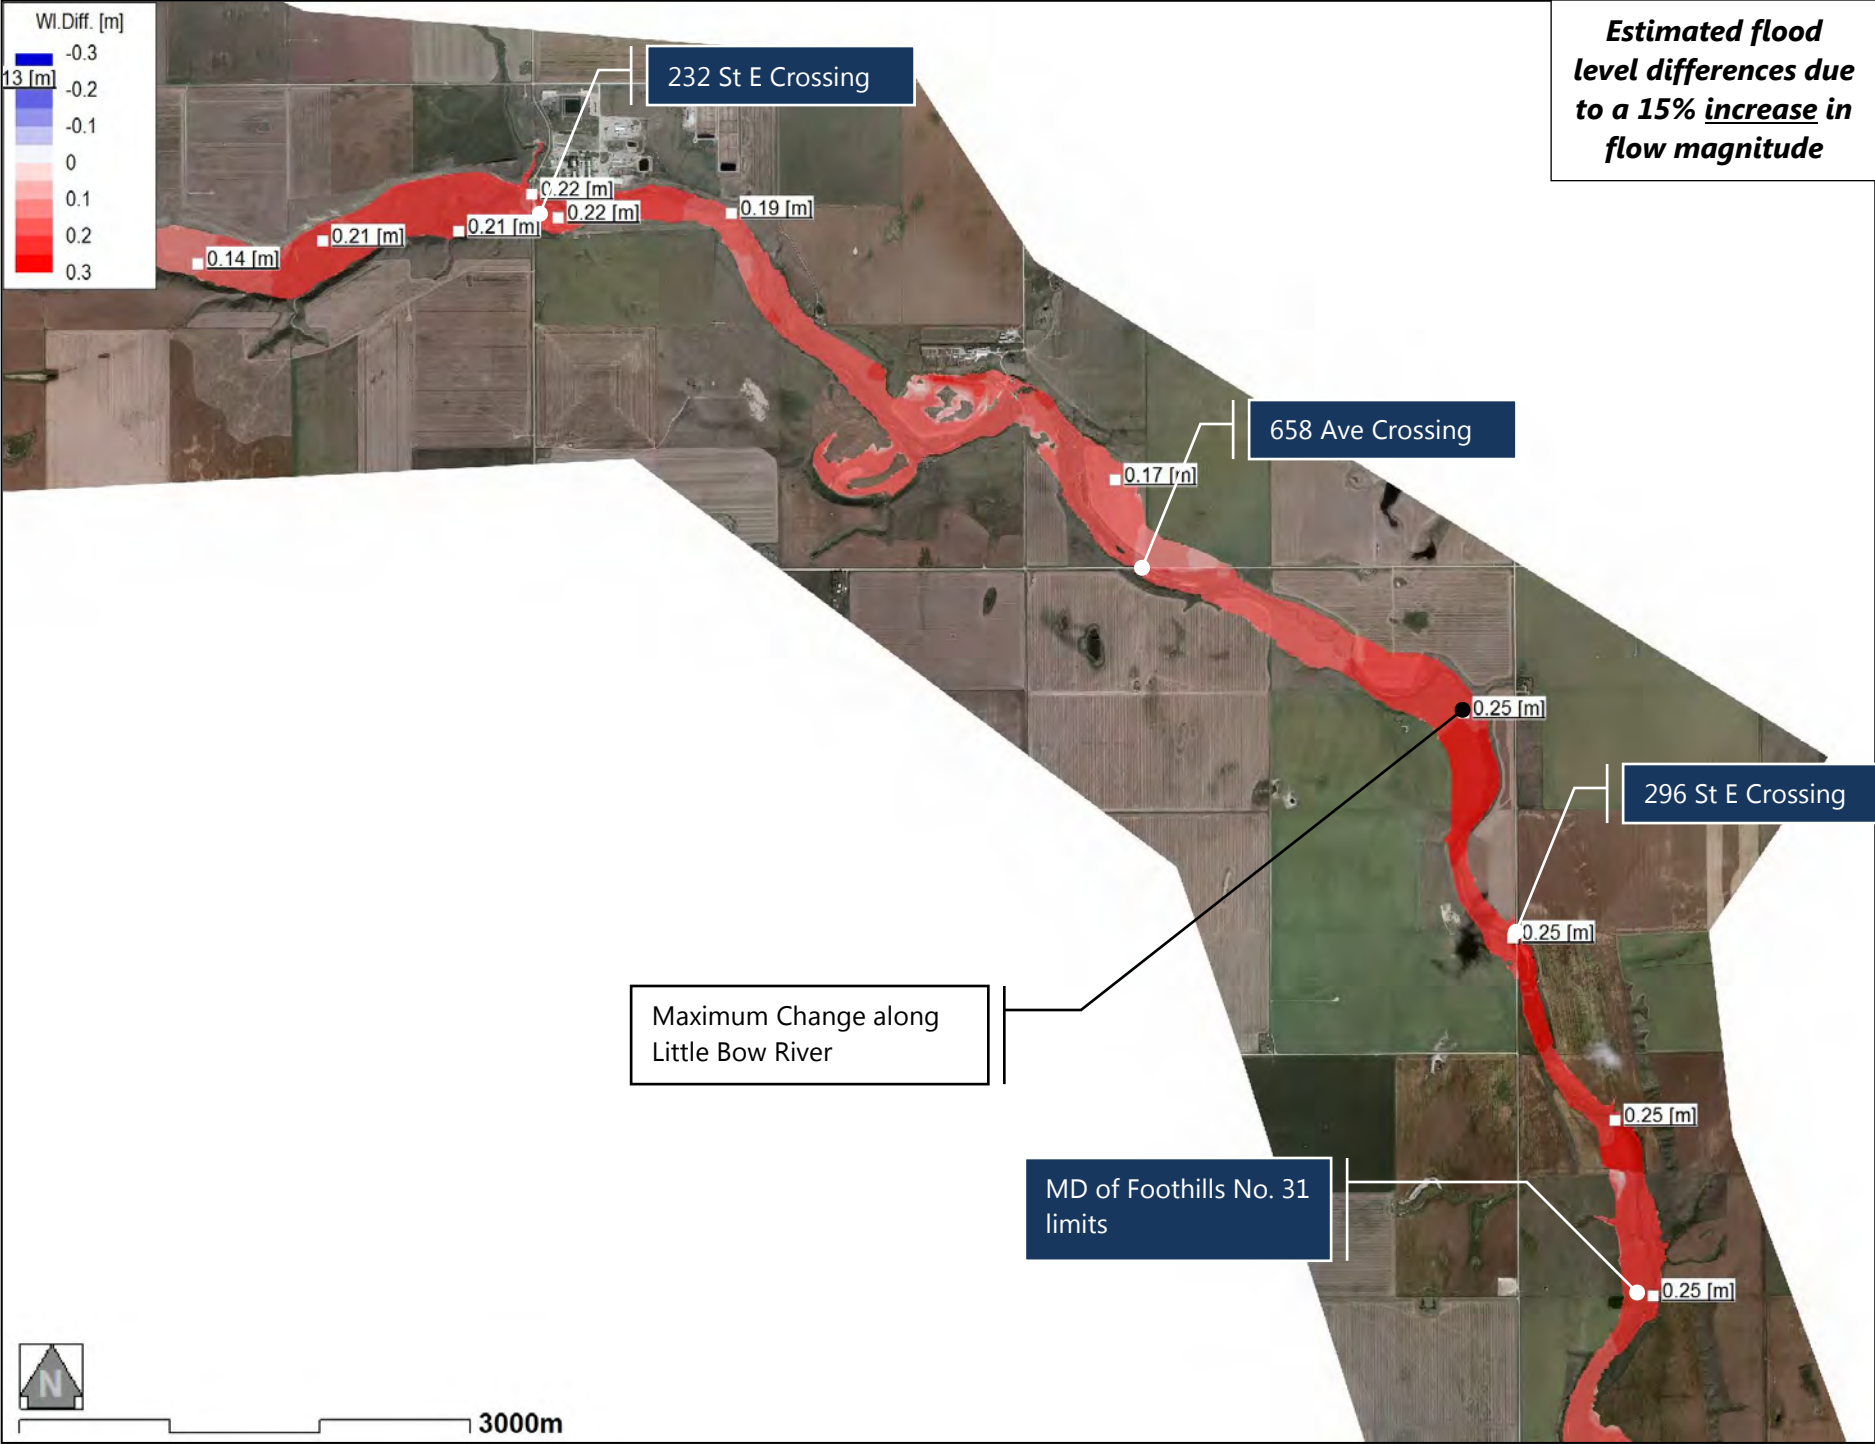 Wl.Diff. [m]
-0.3
13 [m]
-0.2
-0.1
0
0.1
0.2
0.3
Estimated flood
level differences due
to a 15% increase in
flow magnitude
232 St E Crossing
0.22 [m]
0.22 [m]
0.19 [m]
0.21 [m]
0.21 [m]
0.14 [m]
658 Ave Crossing
0.17 [m]
0.25 [m]
296 St E Crossing
0.25 [m]
Maximum Change along
Little Bow River
0.25 [m]
MD of Foothills No. 31
limits
0.25 [m]
N
3000m